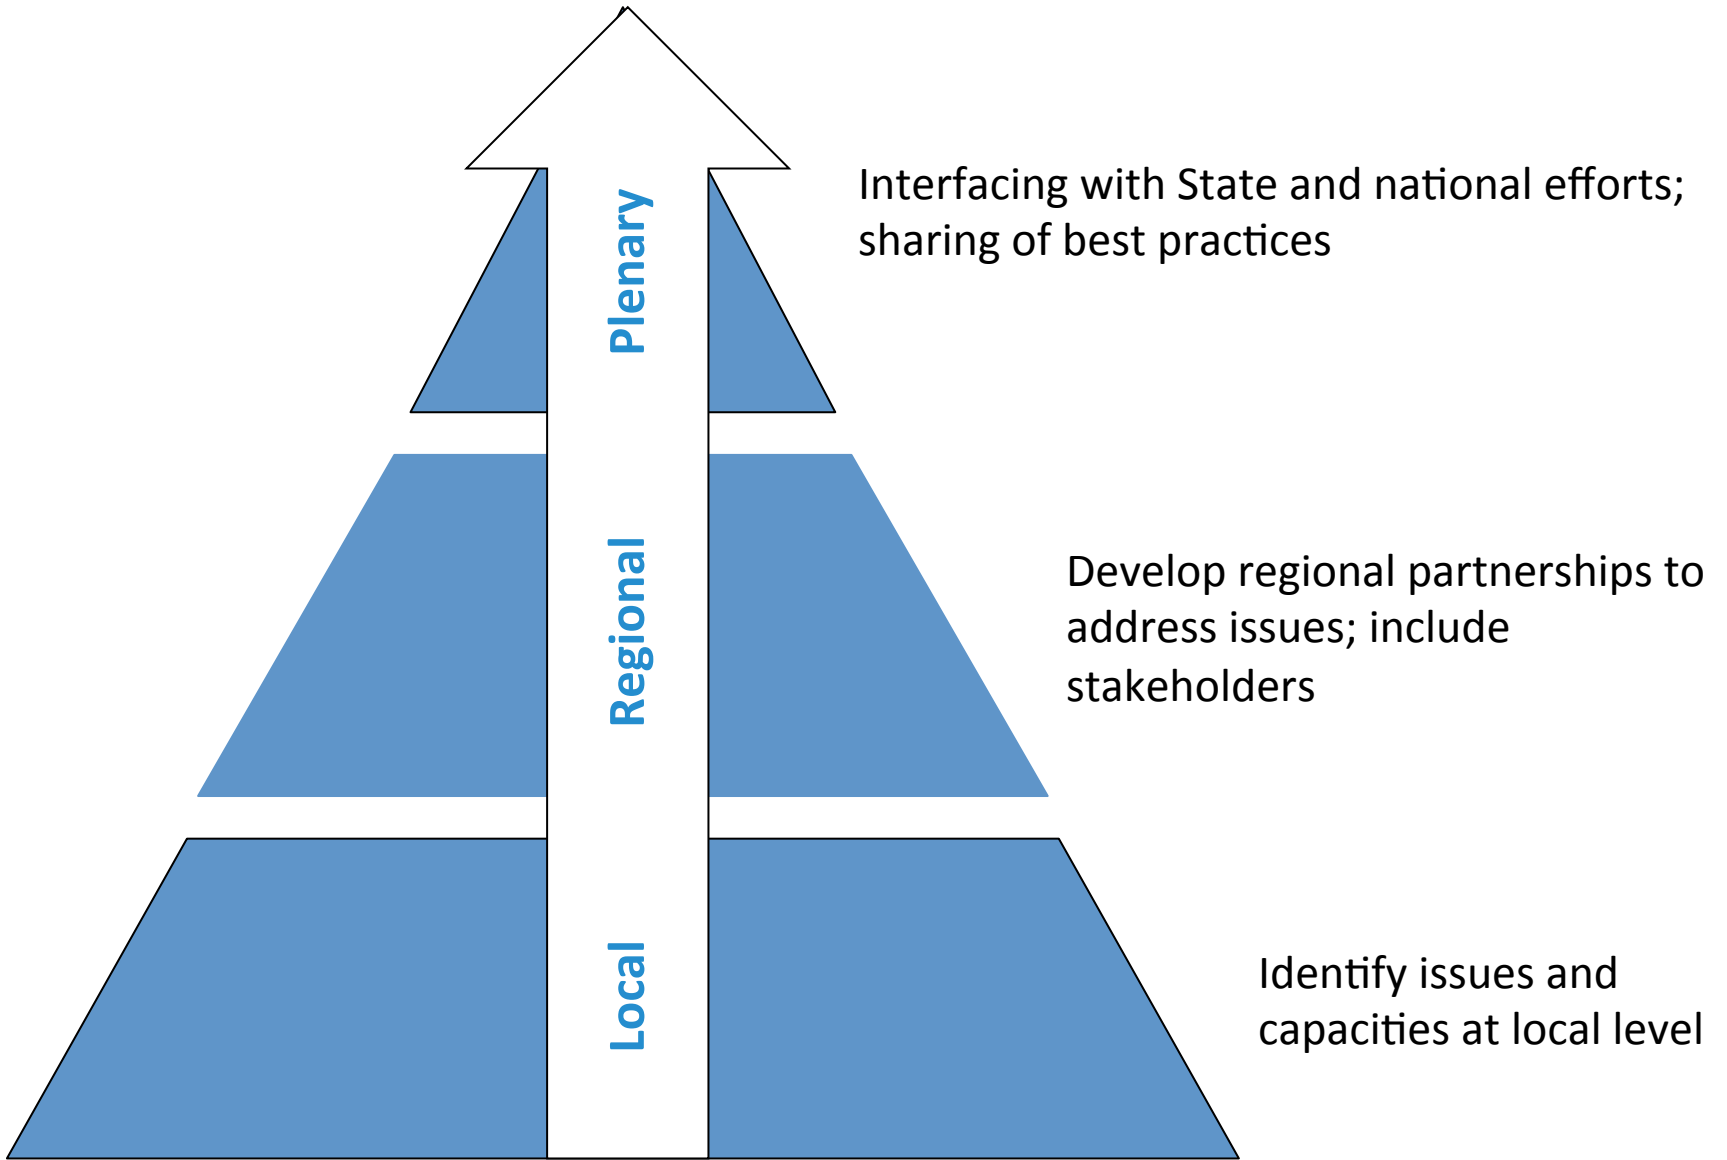 Plenary
Interfacing with State and national efforts;
sharing of best practices
Regional
Develop regional partnerships to
address issues; include
stakeholders
Local
Identify issues and
capacities at local level